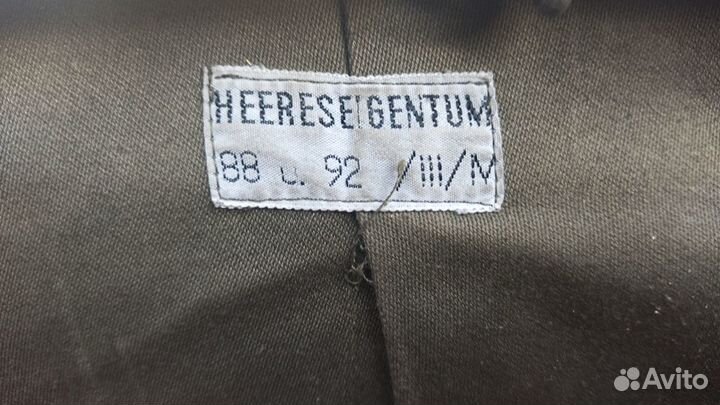 HEERESEIGENTUM
88 u. 92 /III/M
Avito